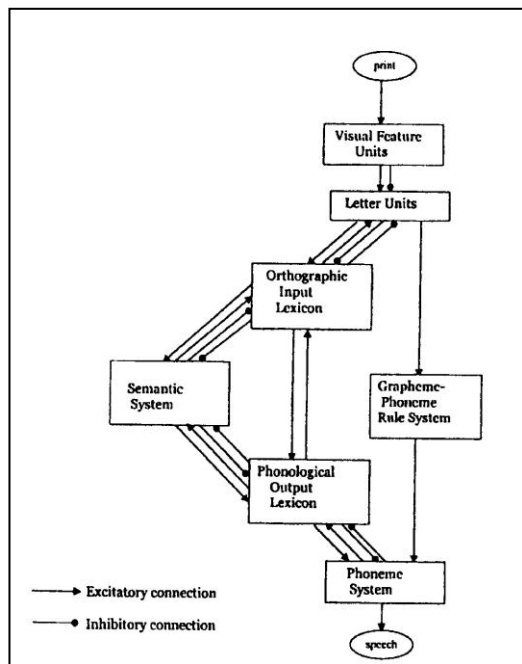 print
Visual Feature
Units
Letter Units
Orthographic
Input
Lexicon
Semantic
System
Grapheme-
Phoneme
Rule System
Phonological
Output
Lexicon
Phoneme
System
Excitatory connection
Inhibitory connection
speech